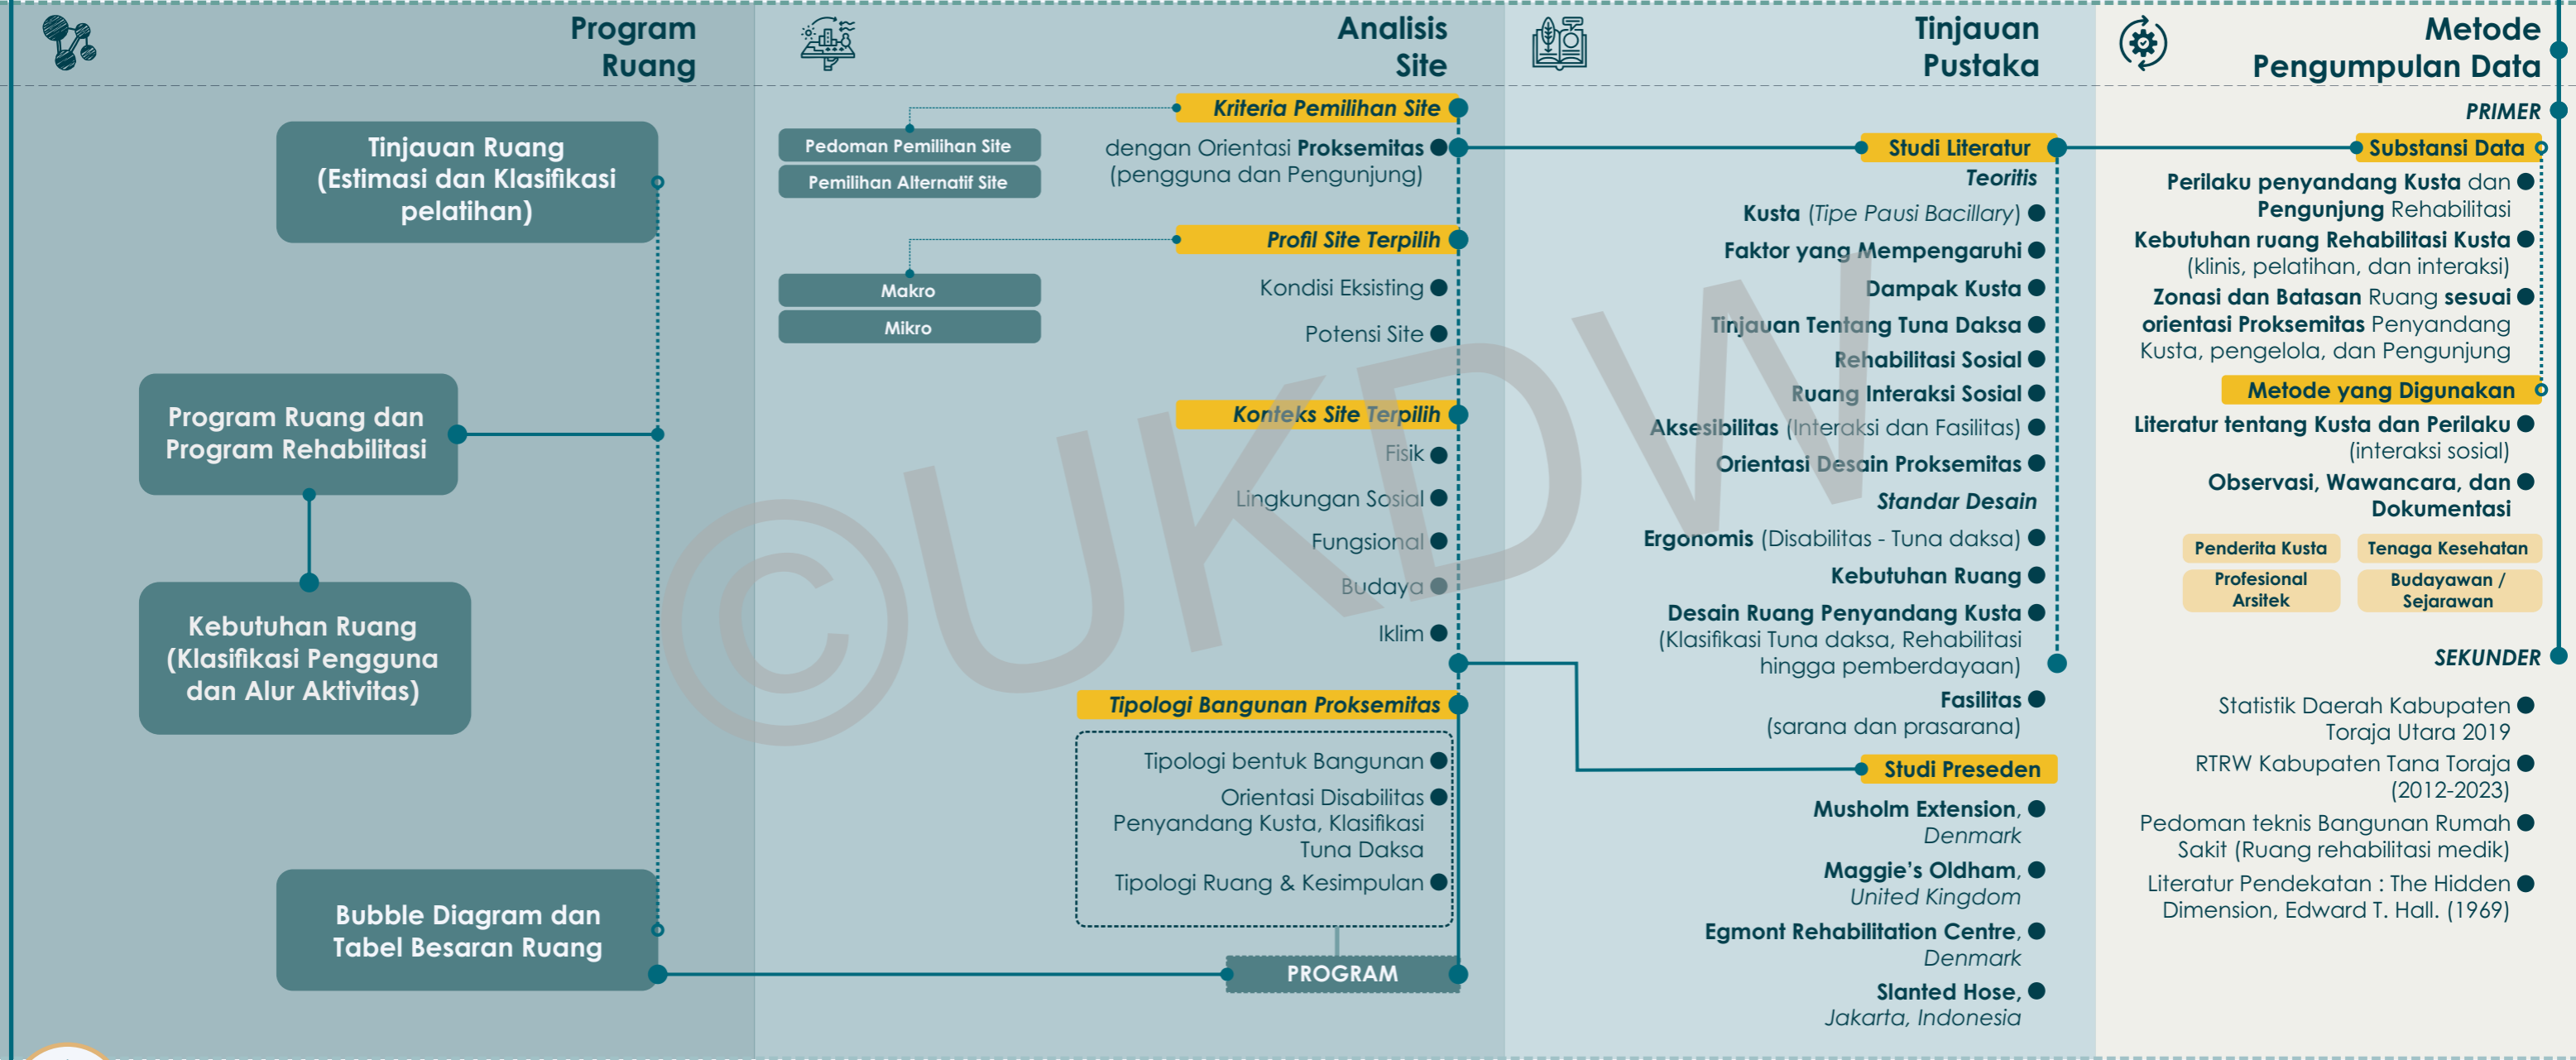 Program
Ruang
Tinjauan Ruang
(Estimasi dan Klasifikasi
pelatihan)
Program Ruang dan
Program Rehabilitasi
Kebutuhan Ruang
(Klasifikasi Pengguna
dan Alur Aktivitas)
Bubble Diagram dan
Tabel Besaran Ruang
Analisis
Site
Kriteria Pemilihan Site
Pedoman Pemilihan Site
Pemilihan Alternatif Site
dengan Orientasi Proksemitas
(pengguna dan Pengunjung)
Profil Site Terpilih
Makro
Mikro
Kondisi Eksisting
Potensi Site
Konteks Site Terpilih
Fisik
Lingkungan Sosial
Fungsional
Budaya
Iklim
Tipologi Bangunan Proksemitas
Tipologi bentuk Bangunan
Orientasi Disabilitas
Penyandang Kusta, Klasifikasi
Tuna Daksa
Tipologi Ruang & Kesimpulan
PROGRAM
Tinjauan
Pustaka
Studi Literatur
Teoritis
Kusta (Tipe Pausi Bacillary)
Faktor yang Mempengaruhi
Dampak Kusta
Tinjauan Tentang Tuna Daksa
Rehabilitasi Sosial
Ruang Interaksi Sosial
Aksesibilitas (Interaksi dan Fasilitas)
Orientasi Desain Proksemitas
Standar Desain
Ergonomis (Disabilitas - Tuna daksa)
Kebutuhan Ruang
Desain Ruang Penyandang Kusta
(Klasifikasi Tuna daksa, Rehabilitasi
hingga pemberdayaan)
Fasilitas
(sarana dan prasarana)
Studi Preseden
Musholm Extension,
Denmark
Maggie's Oldham,
United Kingdom
Egmont Rehabilitation Centre,
Denmark
Slanted Hose,
Jakarta, Indonesia
Metode
Pengumpulan Data
PRIMER
Substansi Data
Perilaku penyandang Kusta dan
Pengunjung Rehabilitasi
Kebutuhan ruang Rehabilitasi Kusta
(klinis, pelatihan, dan interaksi)
Zonasi dan Batasan Ruang sesuai
orientasi Proksemitas Penyandang
Kusta, pengelola, dan Pengunjung
Metode yang Digunakan
Literatur tentang Kusta dan Perilaku
(interaksi sosial)
Observasi, Wawancara, dan
Dokumentasi
Penderita Kusta
Tenaga Kesehatan
Profesional
Arsitek
Budayawan /
Sejarawan
SEKUNDER
Statistik Daerah Kabupaten
Toraja Utara 2019
RTRW Kabupaten Tana Toraja
(2012-2023)
Pedoman teknis Bangunan Rumah
Sakit (Ruang rehabilitasi medik)
Literatur Pendekatan : The Hidden
Dimension, Edward T. Hall. (1969)
©UKDW